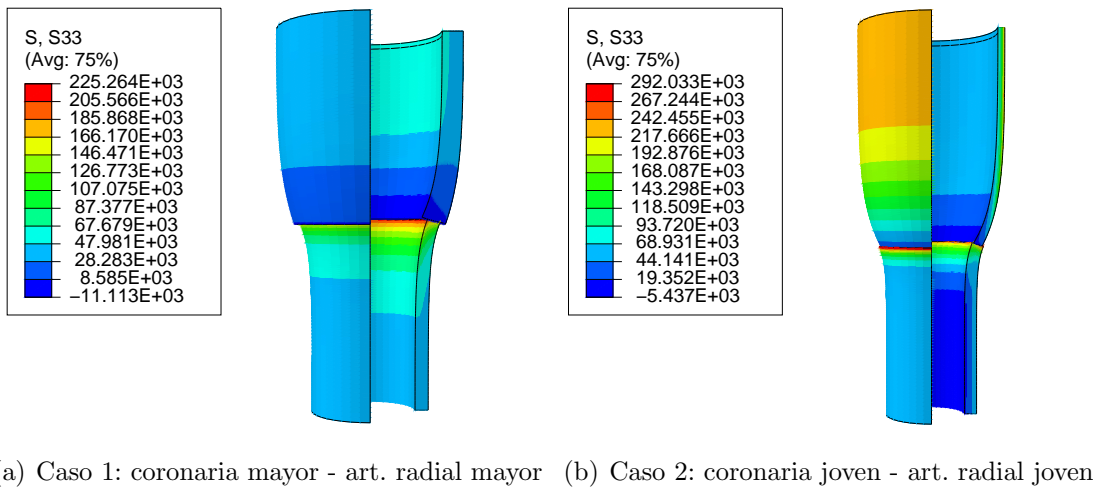 S, S33
(Avg: 75%)
225.264E+03
205.566E+03
185.868E+03
166.170E+03
146.471E+03
126.773E+03
107.075E+03
87.377E+03
67.679E+03
47.981E+03
28.283E+03
8.585E+03
−11.113E+03
S, S33
(Avg: 75%)
292.033E+03
267.244E+03
242.455E+03
217.666E+03
192.876E+03
168.087E+03
143.298E+03
118.509E+03
93.720E+03
68.931E+03
44.141E+03
19.352E+03
−5.437E+03
a) Caso 1: coronaria mayor - art. radial mayor
(b) Caso 2: coronaria joven - art. radial joven